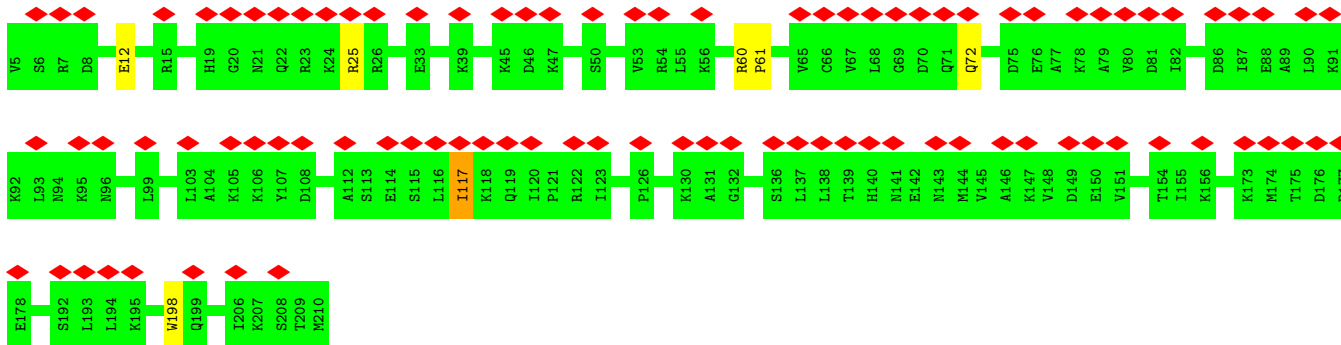 V5 S6 R7 D8 E12 R15 H19 G20 N21 Q22 R23 K24 R25 R26 E33 K39 K45 D46 K47 S50 V53 R54 L55 K56 R60 P61 V65 C66 V67 L68 G69 D70 Q71 Q72 D75 E76 A77 K78 A79 V80 D81 I82 D86 I87 E88 A89 L90 K91
K92 L93 N94 K95 N96 L99 L103 A104 K105 K106 Y107 D108 A112 S113 E114 S115 L116 I117 K118 Q119 I120 P121 R122 I123 P126 K130 A131 G132 S136 L137 L138 T139 H140 N141 E142 N143 M144 V145 A146 K147 V148 D149 E150 V151 T154 I155 K156 K173 M174 T175 D176
E178 S192 L193 L194 K195 W198 Q199 I206 K207 S208 T209 M210